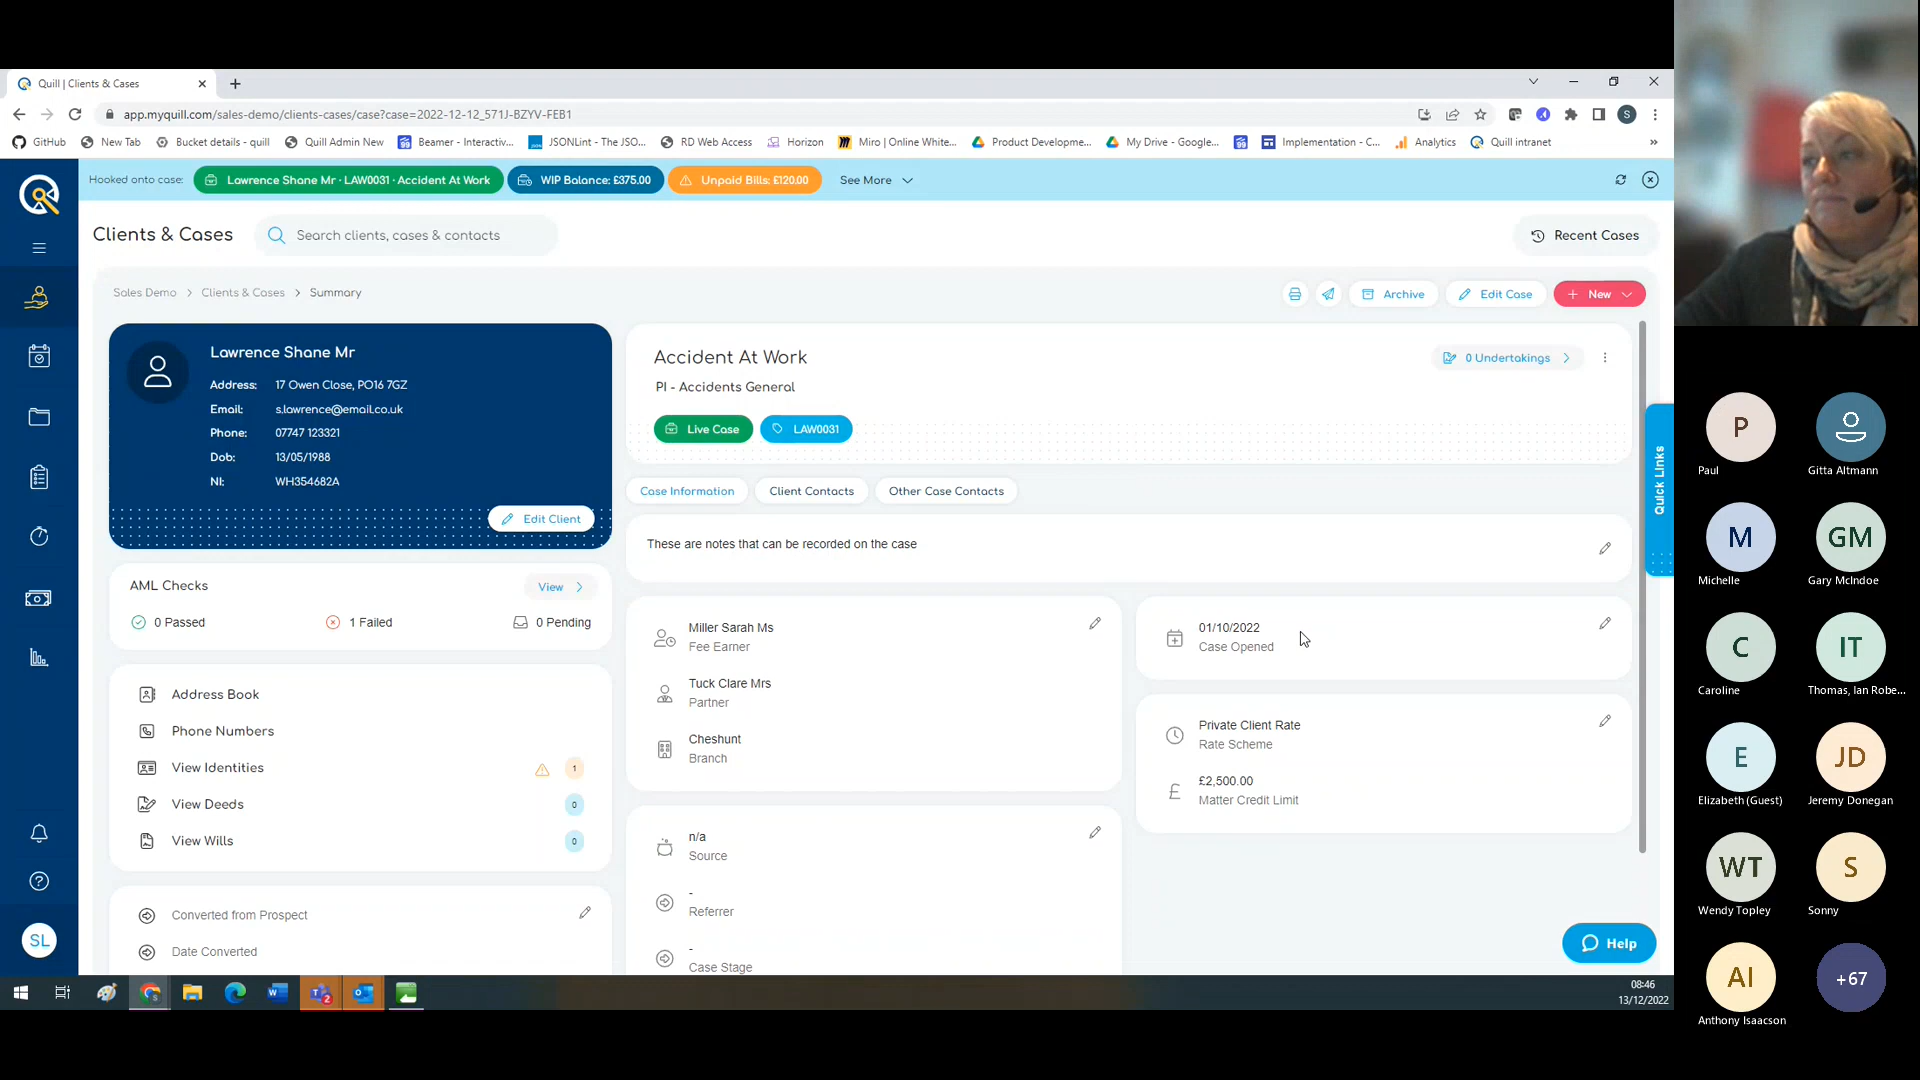 Quill | Clients & Cases
app.myquill.com/sales-demo/clients-cases/case?case=2022-12-12_571J-BZYV-FEB1
S
GitHub
New Tab
Bucket details - quill
Quill Admin New
Beamer - Interactiv...
JSONLint - The JSO...
RD Web Access
Horizon
Miro | Online White...
Product Developme...
My Drive - Google...
Implementation - C...
Analytics
Quill intranet
»
Hooked onto case:
Lawrence Shane Mr · LAW0031 · Accident At Work
WIP Balance: £375.00
Unpaid Bills: £120.00
See More
Clients & Cases
Search clients, cases & contacts
Recent Cases
Sales Demo > Clients & Cases > Summary
Archive
Edit Case
+ New
Lawrence Shane Mr
Address: 17 Owen Close, PO16 7GZ
Email: s.lawrence@email.co.uk
Phone: 07747 123321
Dob: 13/05/1988
NI: WH354682A
Edit Client
Accident At Work
PI - Accidents General
0 Undertakings
Live Case
LAW0031
Quick Links
Case Information
Client Contacts
Other Case Contacts
These are notes that can be recorded on the case
AML Checks
View
0 Passed
1 Failed
0 Pending
Address Book
Phone Numbers
View Identities
1
View Deeds
0
View Wills
0
Converted from Prospect
Date Converted
Miller Sarah Ms
Fee Earner
Tuck Clare Mrs
Partner
Cheshunt
Branch
n/a
Source
-
Referrer
-
Case Stage
01/10/2022
Case Opened
Private Client Rate
Rate Scheme
£2,500.00
Matter Credit Limit
Help
SL
08:46
13/12/2022
P
Paul
Gitta Altmann
M
Michelle
GM
Gary McIndoe
C
Caroline
IT
Thomas, Ian Robe...
E
Elizabeth (Guest)
JD
Jeremy Donegan
WT
Wendy Topley
S
Sonny
AI
Anthony Isaacson
+67